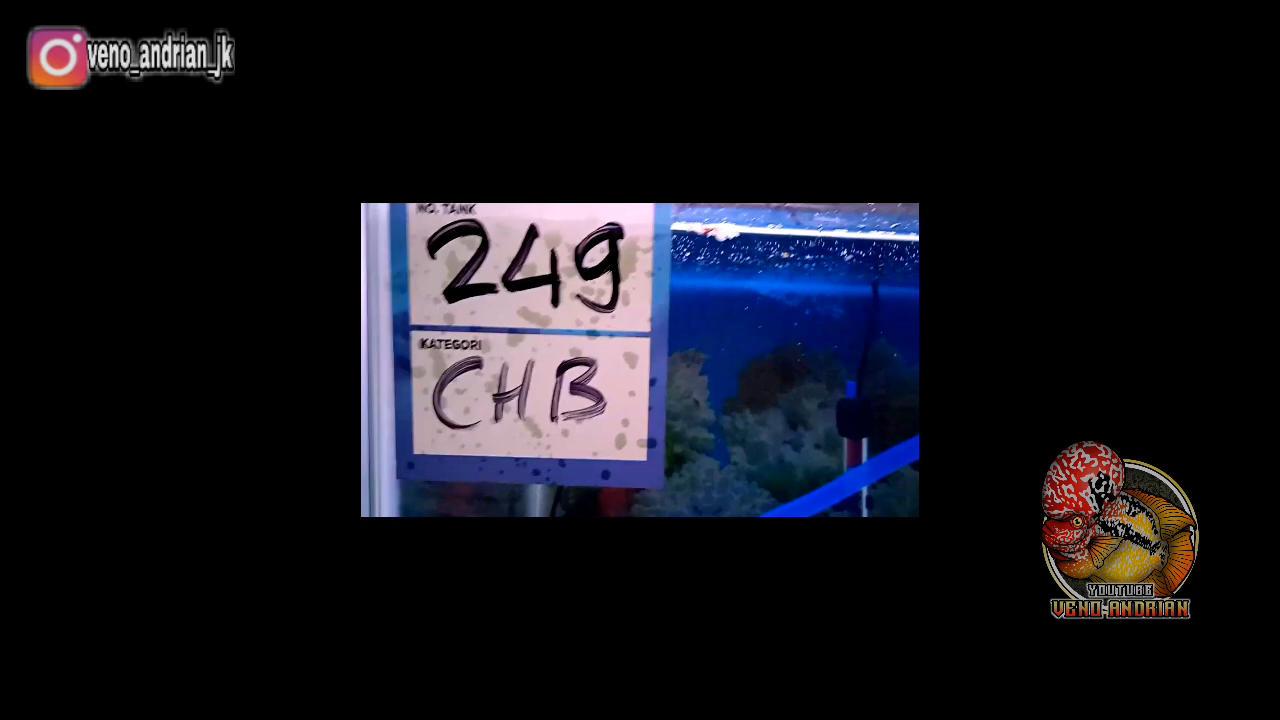 veno_andrian_jk
NO. TANK
249
KATEGORI
CHB
YOUTUBE
VENO ANDRIAN